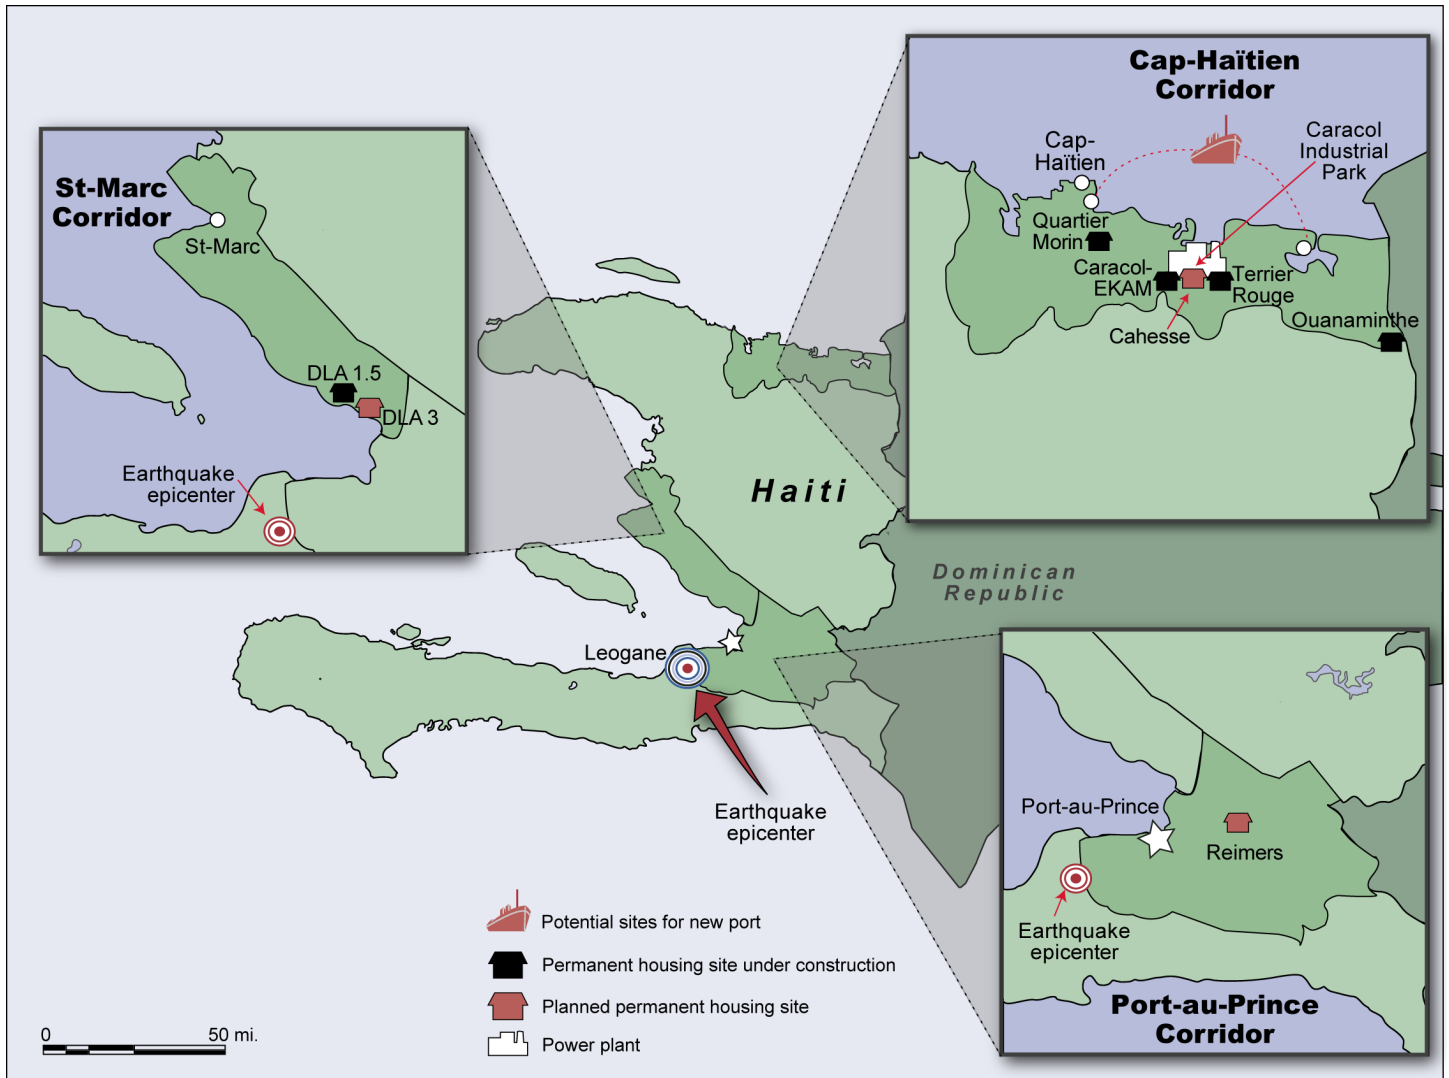 St-Marc
Corridor
St-Marc
DLA 1.5
DLA 3
Earthquake
epicenter
Cap-Haïtien
Corridor
Cap-
Haïtien
Caracol
Industrial
Park
Quartier
Morin
Caracol-
EKAM
Terrier
Rouge
Cahesse
Ouanaminthe
Haiti
Dominican
Republic
Leogane
Earthquake
epicenter
Port-au-Prince
Reimers
Earthquake
epicenter
Port-au-Prince
Corridor
Potential sites for new port
Permanent housing site under construction
Planned permanent housing site
Power plant
0 50 mi.